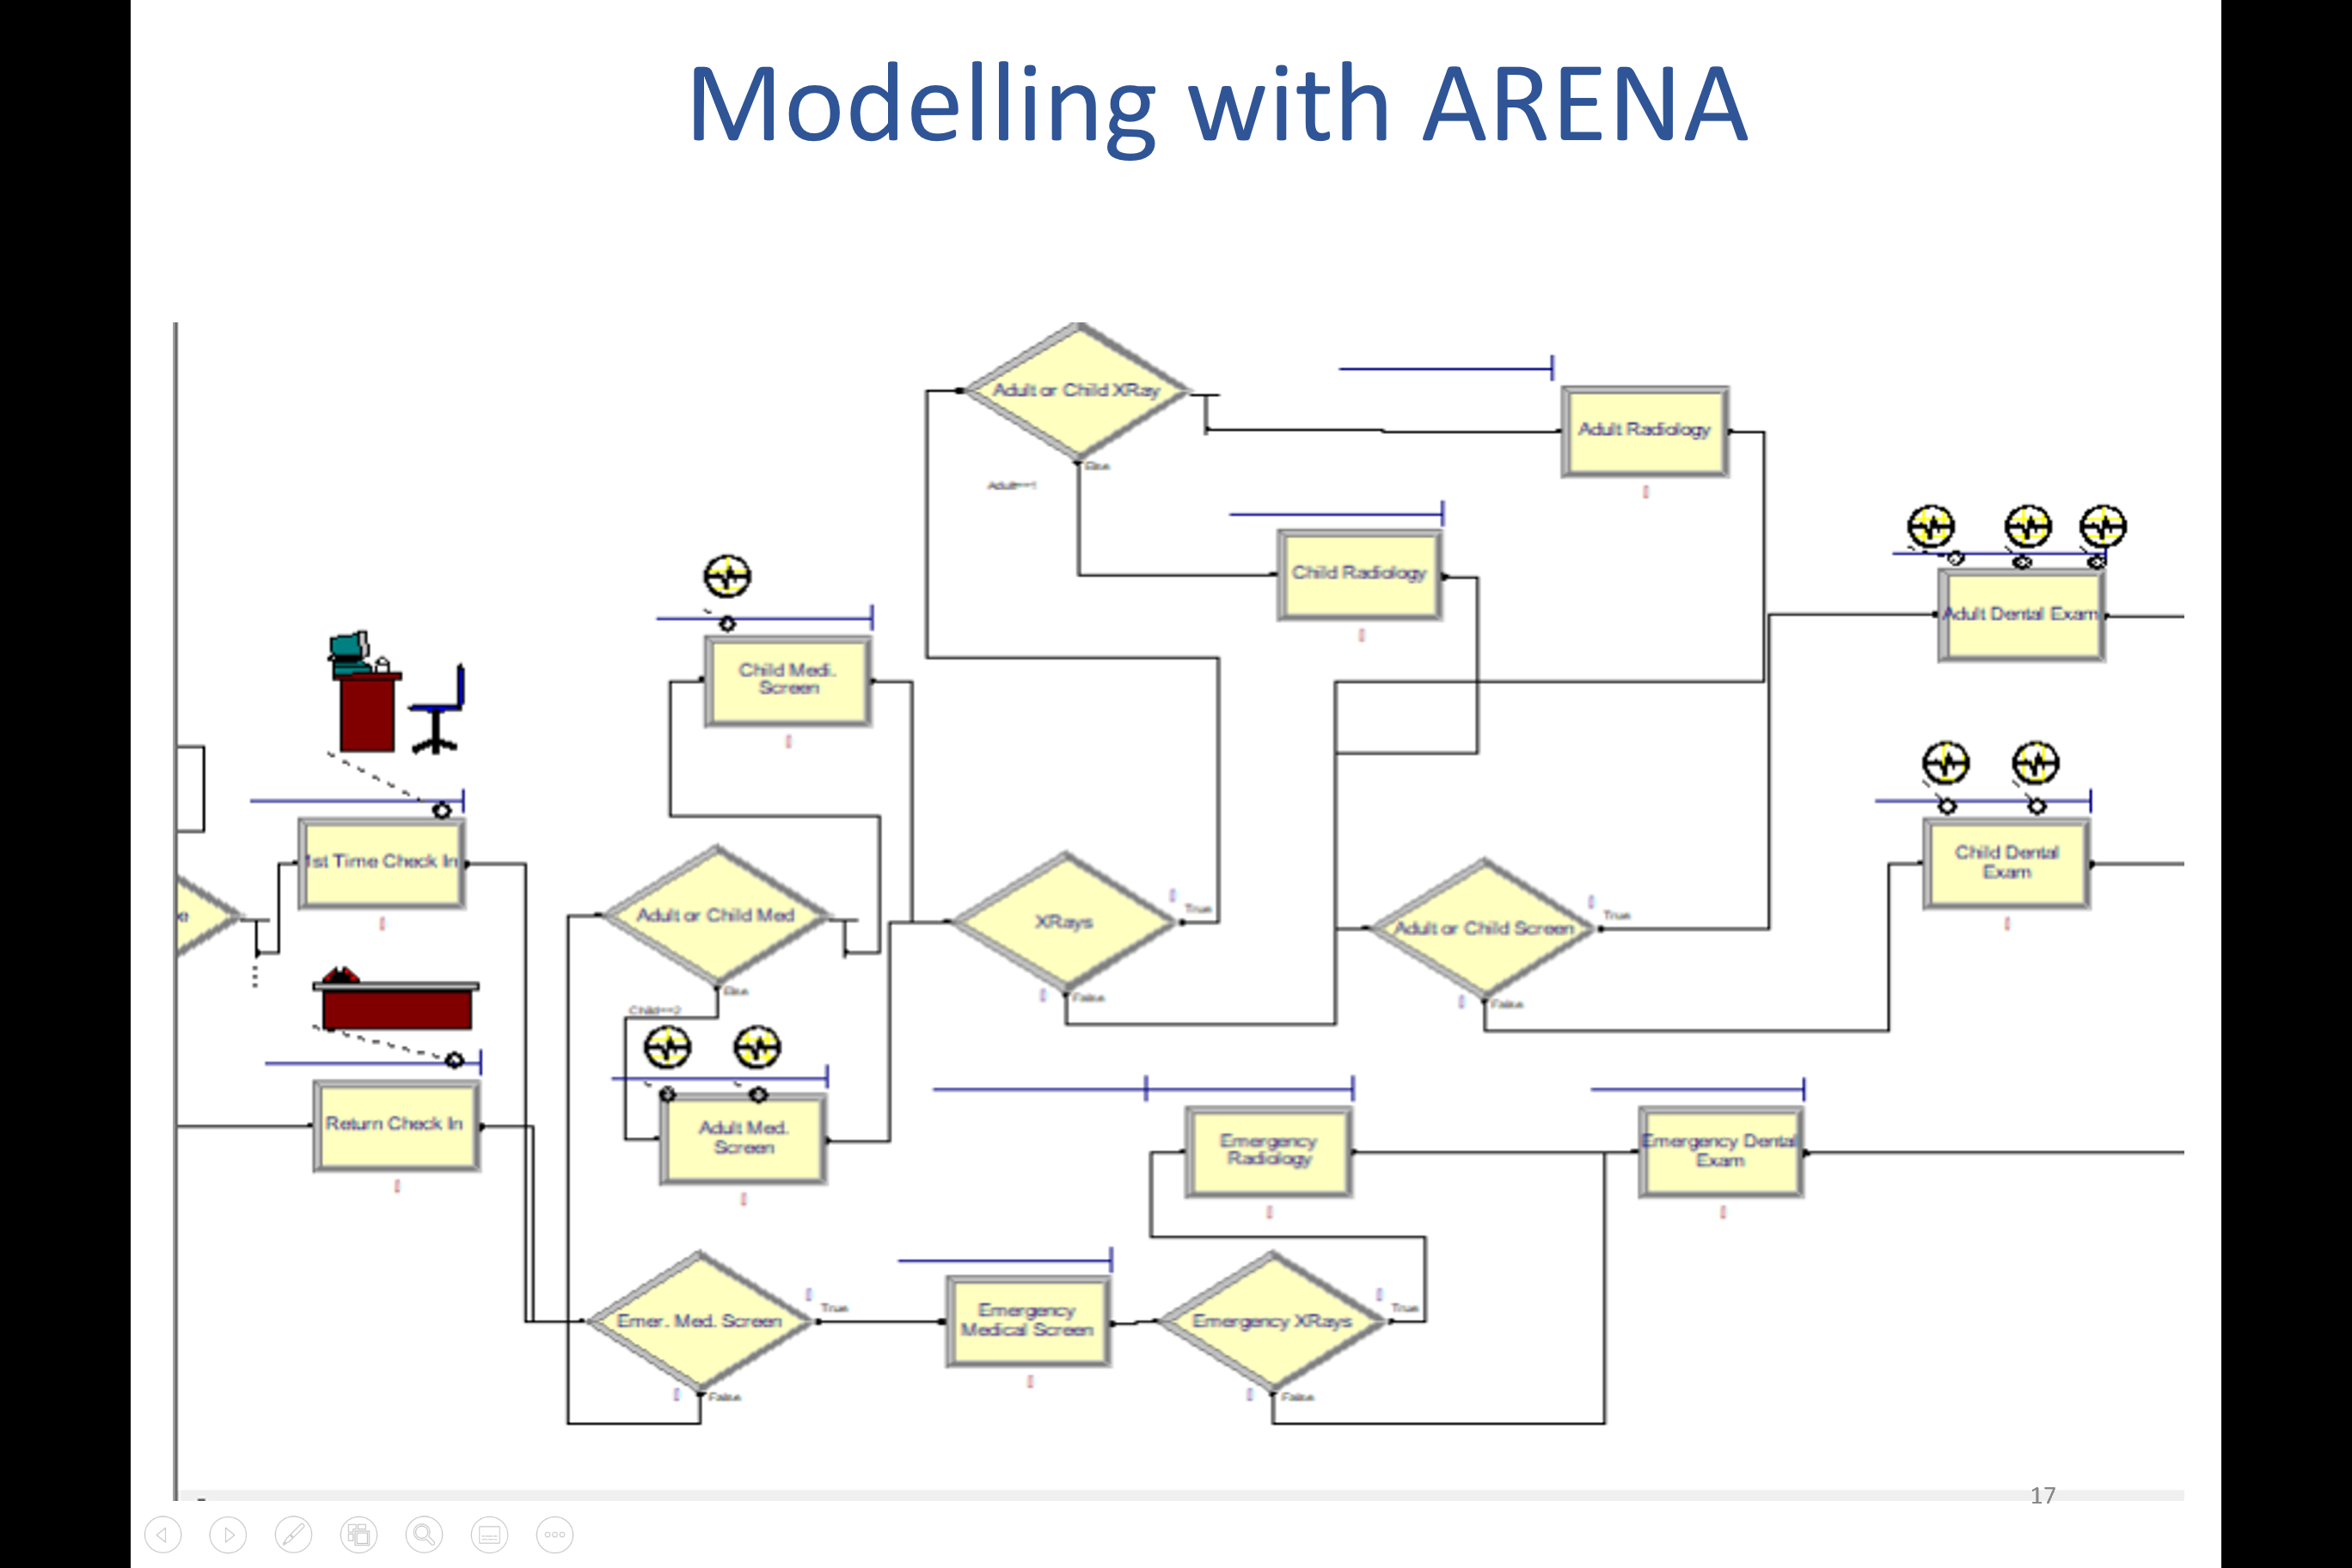 Modelling with ARENA
Adult or Child XRay
Else
Adult==1
Adult Radiology
Child Radiology
Adult Dental Exam
Child Medi.
Screen
1st Time Check In
e
Adult or Child Med
Else
Child==2
XRays
True
False
Adult or Child Screen
True
False
Child Dental
Exam
Return Check In
Adult Med.
Screen
Emergency
Radiology
Emergency Dental
Exam
Emer. Med. Screen
True
False
Emergency
Medical Screen
Emergency XRays
True
False
17